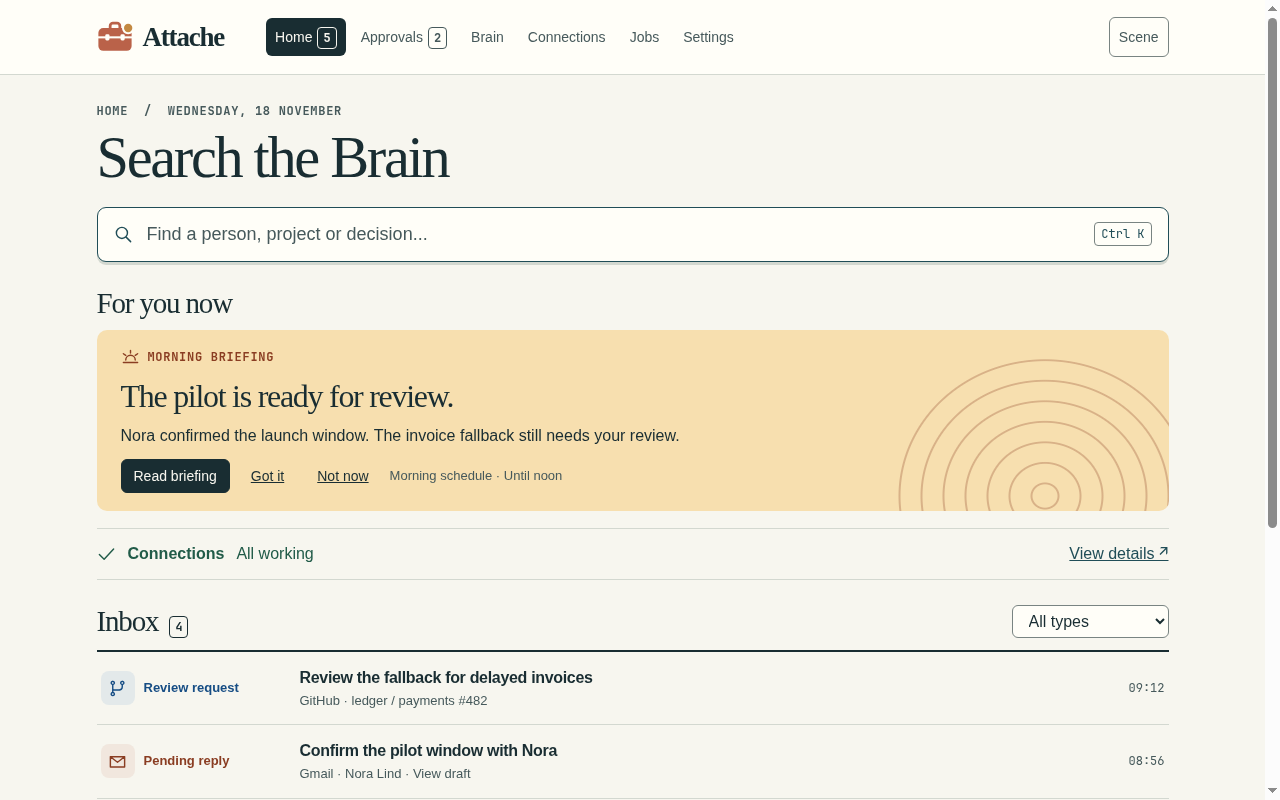 Attache
Home 5 Approvals 2 Brain Connections Jobs Settings Scene
HOME / WEDNESDAY, 18 NOVEMBER
Search the Brain
Find a person, project or decision... Ctrl K
For you now
MORNING BRIEFING
The pilot is ready for review.
Nora confirmed the launch window. The invoice fallback still needs your review.
Read briefing Got it Not now Morning schedule · Until noon
Connections All working View details
Inbox 4 All types
Review request Review the fallback for delayed invoices 09:12
GitHub · ledger / payments #482
Pending reply Confirm the pilot window with Nora 08:56
Gmail · Nora Lind · View draft